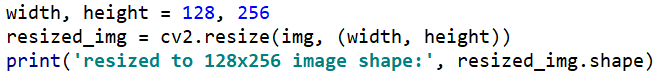 width, height = 128, 256
resized_img = cv2.resize(img, (width, height))
print('resized to 128x256 image shape:', resized_img.shape)